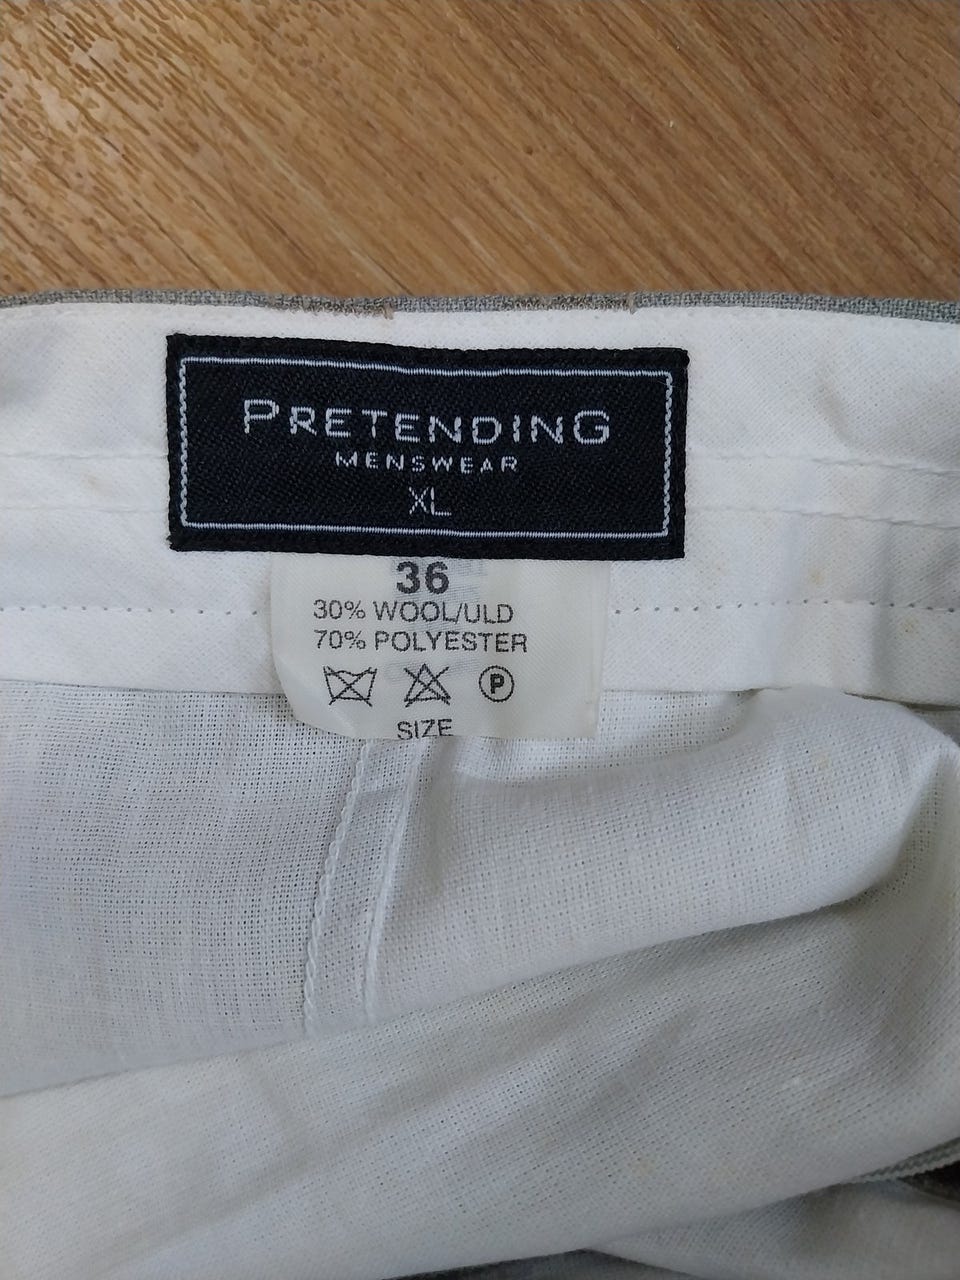 PRETENDING
MENSWEAR
XL
36
30% WOOL/ULD
70% POLYESTER
P
SIZE